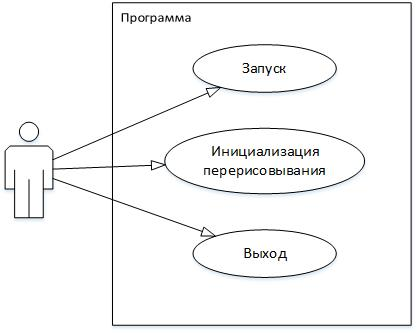 Программа
Запуск
Инициализация
перерисовывания
Выход